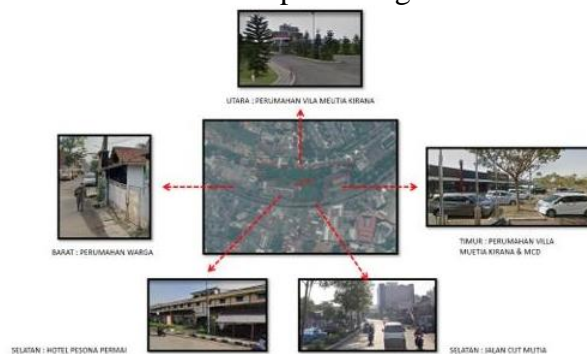 UTARA : PERUMAHAN VILA MEUTIA KIRANA
BARAT : PERUMAHAN WARGA
TIMUR : PERUMAHAN VILLA
MUETIA KIRANA & MCD
SELATAN : HOTEL PESONA PERMAI
SELATAN : JALAN CUT MUTIA